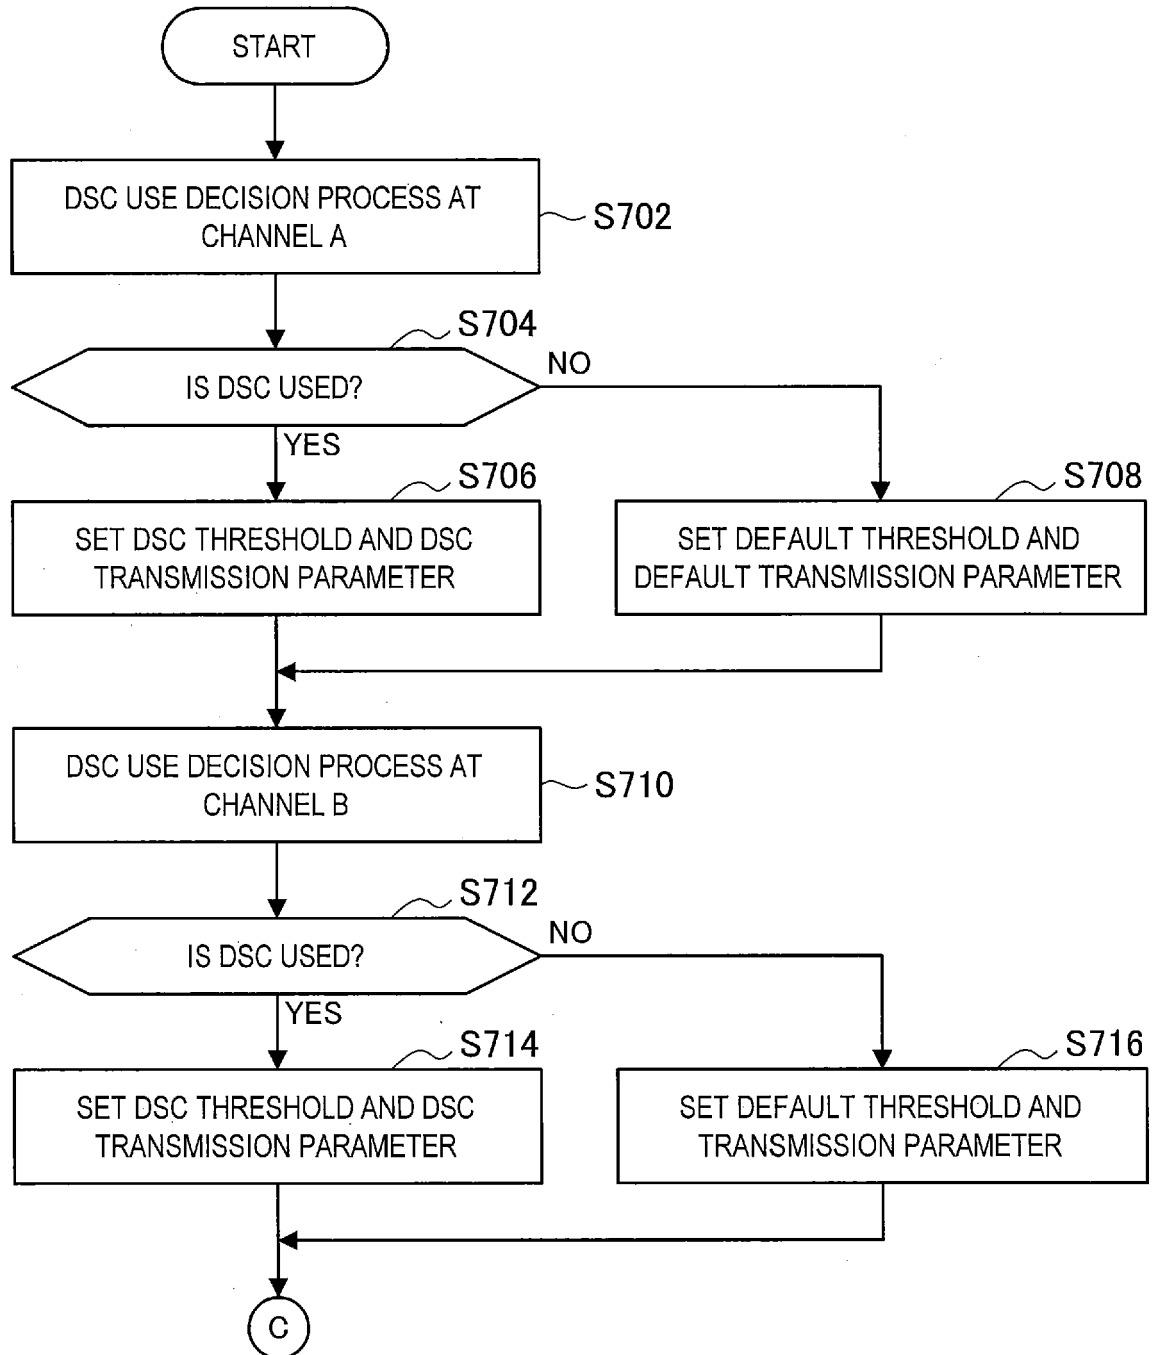 START
DSC USE DECISION PROCESS AT
CHANNEL A
S702
S704
IS DSC USED?
NO
YES
S706
SET DSC THRESHOLD AND DSC
TRANSMISSION PARAMETER
S708
SET DEFAULT THRESHOLD AND
DEFAULT TRANSMISSION PARAMETER
DSC USE DECISION PROCESS AT
CHANNEL B
S710
S712
IS DSC USED?
NO
YES
S714
SET DSC THRESHOLD AND DSC
TRANSMISSION PARAMETER
S716
SET DEFAULT THRESHOLD AND
TRANSMISSION PARAMETER
C